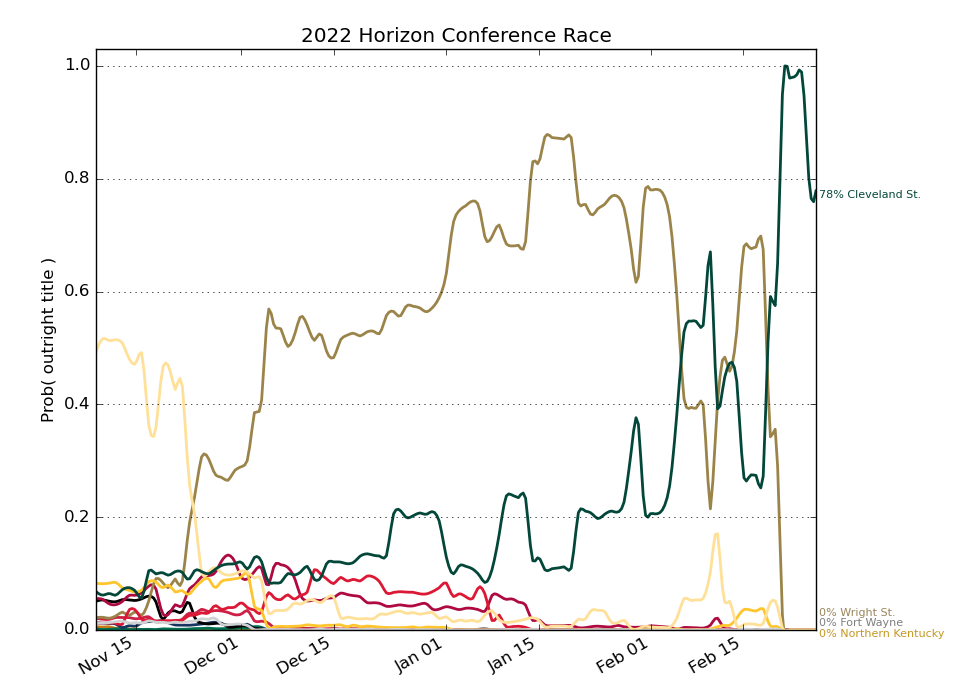 2022 Horizon Conference Race
Prob( outright title )
1.0
0.8
0.6
0.4
0.2
0.0
78% Cleveland St.
0% Wright St.
0% Fort Wayne
0% Northern Kentucky
Nov 15
Dec 01
Dec 15
Jan 01
Jan 15
Feb 01
Feb 15